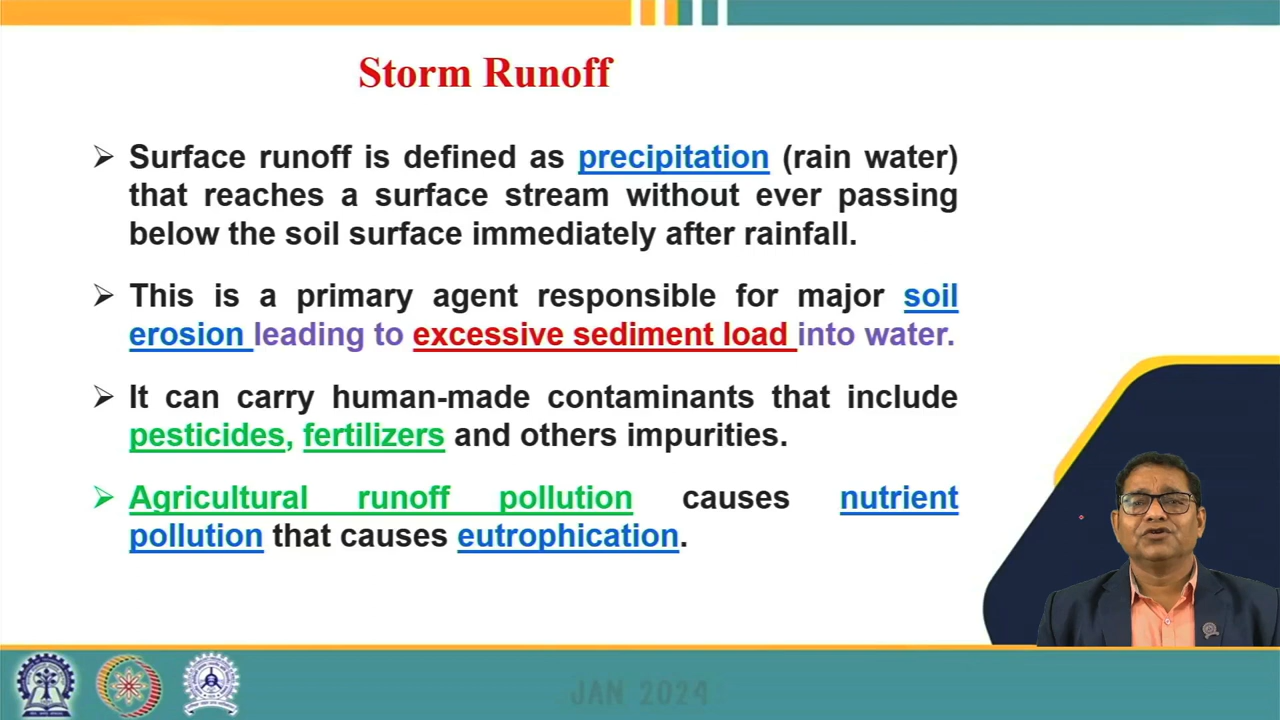 Storm Runoff
➢ Surface runoff is defined as precipitation (rain water)
that reaches a surface stream without ever passing
below the soil surface immediately after rainfall.
➢ This is a primary agent responsible for major soil
erosion leading to excessive sediment load into water.
➢ It can carry human-made contaminants that include
pesticides, fertilizers and others impurities.
➢ Agricultural runoff pollution causes nutrient
pollution that causes eutrophication.
JAN 2024